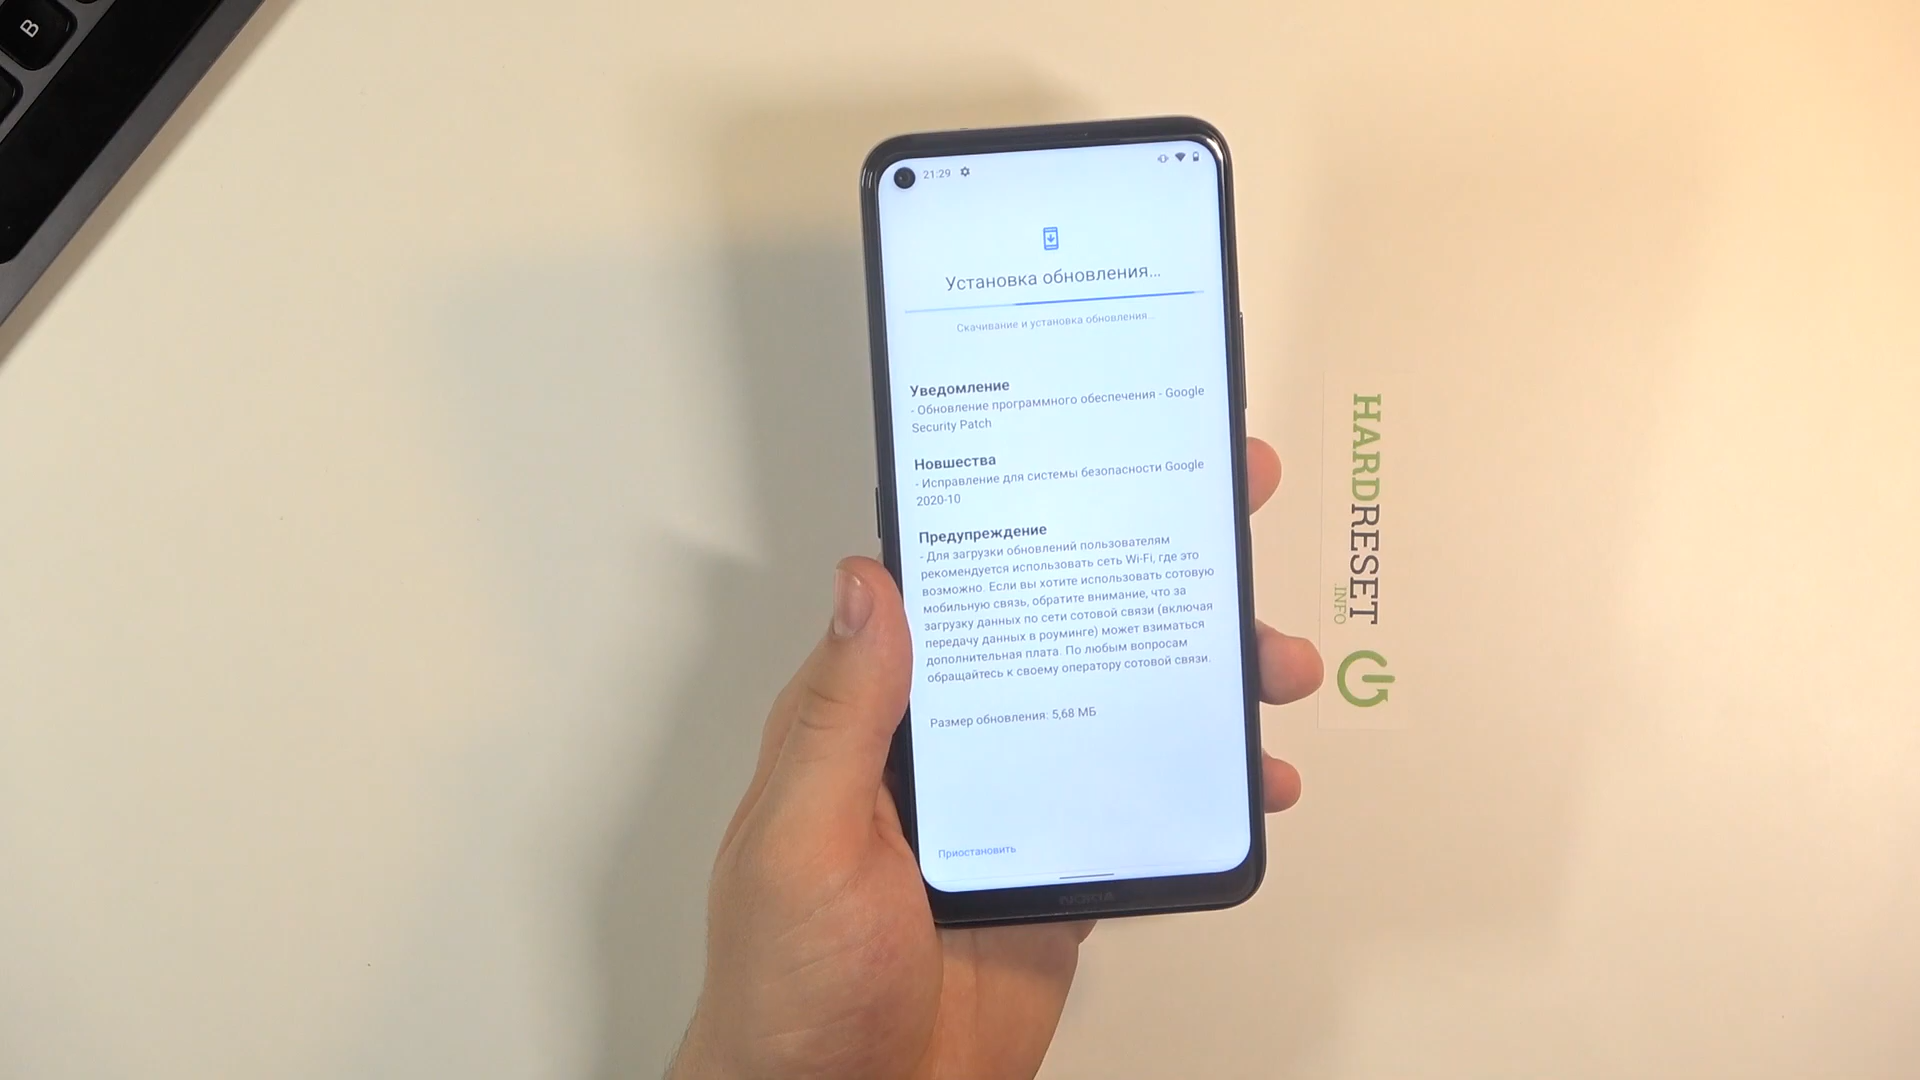 B
21:29
Установка обновления...
Скачивание и установка обновления...
Уведомление
- Обновление программного обеспечения - Google
Security Patch
Новшества
- Исправление для системы безопасности Google
2020-10
Предупреждение
- Для загрузки обновлений пользователям
рекомендуется использовать сеть Wi-Fi, где это
возможно. Если вы хотите использовать сотовую
мобильную связь, обратите внимание, что за
загрузку данных по сети сотовой связи (включая
передачу данных в роуминге) может взиматься
дополнительная плата. По любым вопросам
обращайтесь к своему оператору сотовой связи.
Размер обновления: 5,68 МБ
Приостановить
NOKIA
HARDRESET
.INFO